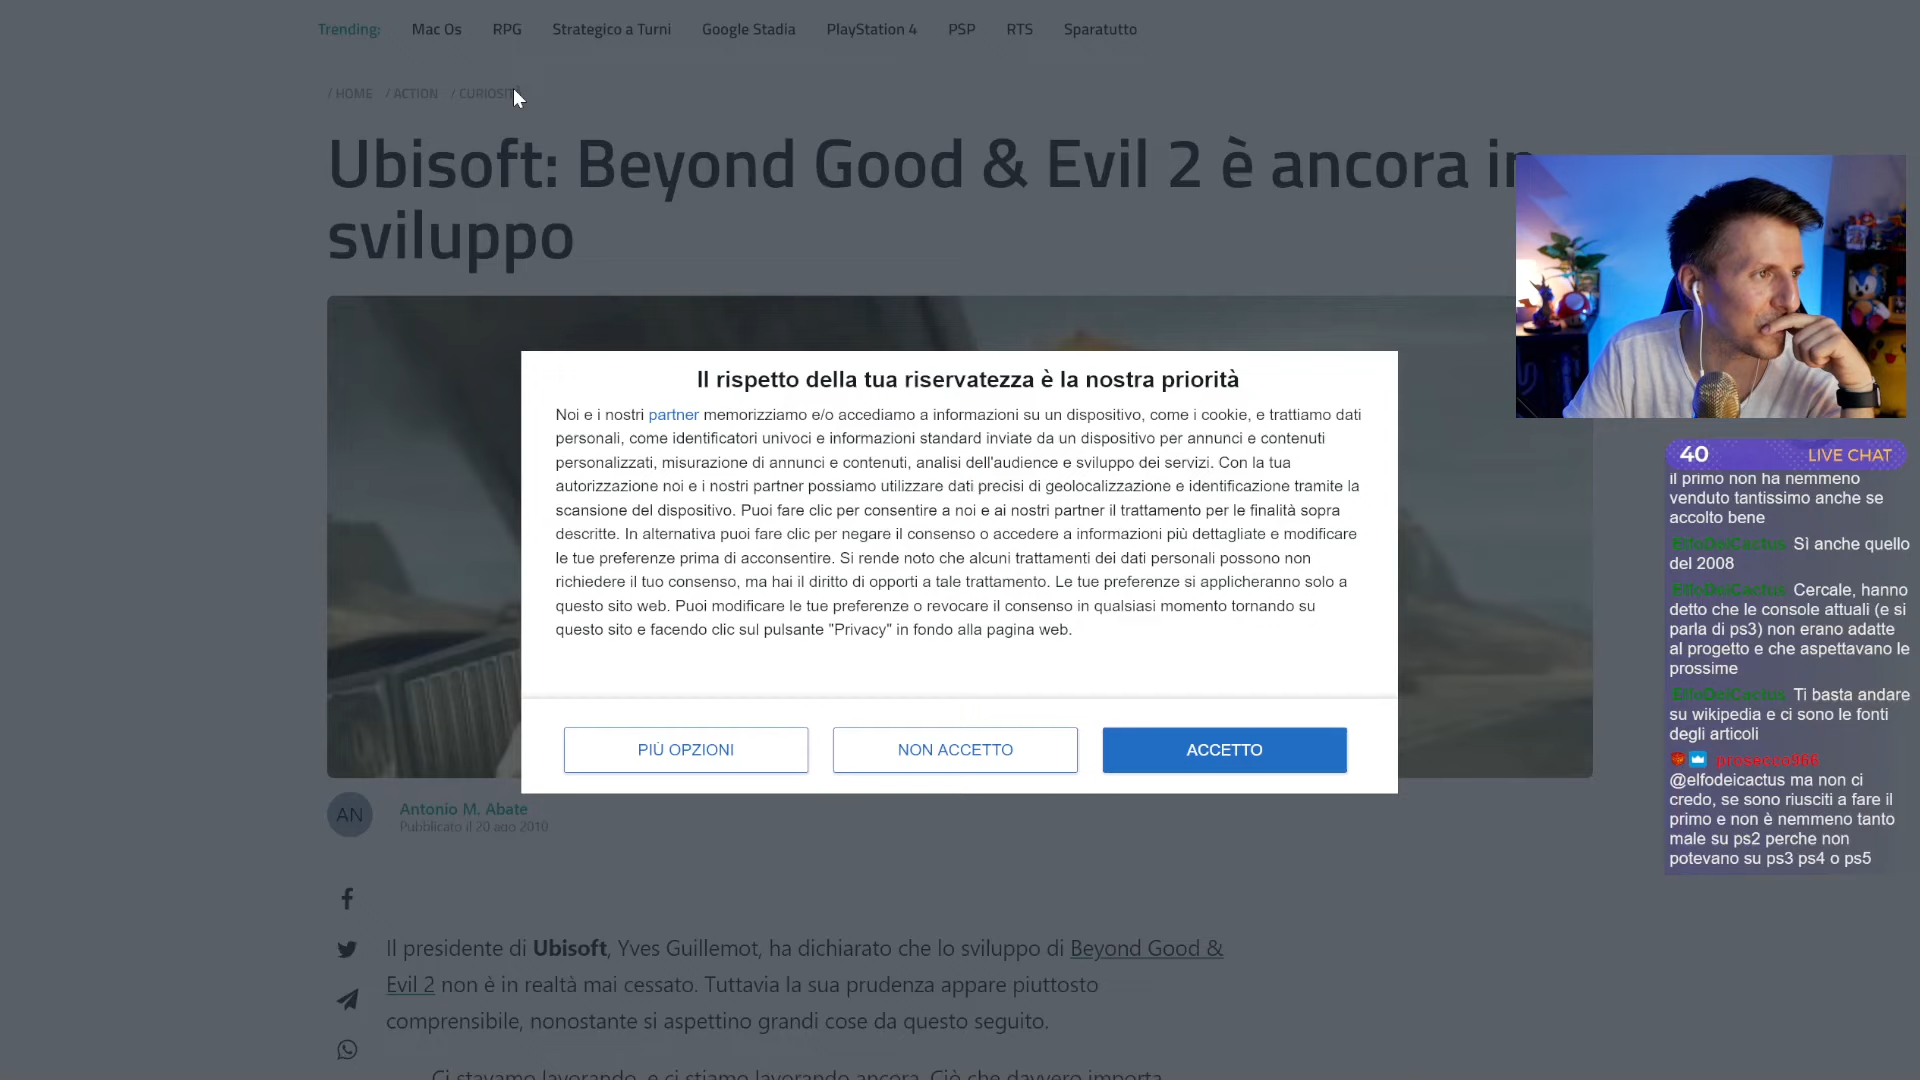 Trending: Mac Os RPG Strategico a Turni Google Stadia PlayStation 4 PSP RTS Sparatutto
/ HOME / ACTION / CURIOSIT
Ubisoft: Beyond Good & Evil 2 è ancora in
sviluppo
Il rispetto della tua riservatezza è la nostra priorità
Noi e i nostri partner memorizziamo e/o accediamo a informazioni su un dispositivo, come i cookie, e trattiamo dati
personali, come identificatori univoci e informazioni standard inviate da un dispositivo per annunci e contenuti
personalizzati, misurazione di annunci e contenuti, analisi dell'audience e sviluppo dei servizi. Con la tua
autorizzazione noi e i nostri partner possiamo utilizzare dati precisi di geolocalizzazione e identificazione tramite la
scansione del dispositivo. Puoi fare clic per consentire a noi e ai nostri partner il trattamento per le finalità sopra
descritte. In alternativa puoi fare clic per negare il consenso o accedere a informazioni più dettagliate e modificare
le tue preferenze prima di acconsentire. Si rende noto che alcuni trattamenti dei dati personali possono non
richiedere il tuo consenso, ma hai il diritto di opporti a tale trattamento. Le tue preferenze si applicheranno solo a
questo sito web. Puoi modificare le tue preferenze o revocare il consenso in qualsiasi momento tornando su
questo sito e facendo clic sul pulsante "Privacy" in fondo alla pagina web.
PIÙ OPZIONI
NON ACCETTO
ACCETTO
AN
Antonio M. Abate
Pubblicato il 20 ago 2010
Il presidente di Ubisoft, Yves Guillemot, ha dichiarato che lo sviluppo di Beyond Good &
Evil 2 non è in realtà mai cessato. Tuttavia la sua prudenza appare piuttosto
comprensibile, nonostante si aspettino grandi cose da questo seguito.
Ci stavamo lavorando, e ci stiamo lavorando ancora. Ciò che davvero importa
40 LIVE CHAT
il primo non ha nemmeno
venduto tantissimo anche se
accolto bene
ElfoDeiCactus Sì anche quello
del 2008
ElfoDeiCactus Cercale, hanno
detto che le console attuali (e si
parla di ps3) non erano adatte
al progetto e che aspettavano le
prossime
ElfoDeiCactus Ti basta andare
su wikipedia e ci sono le fonti
degli articoli
prosecco966
@elfodeicactus ma non ci
credo, se sono riusciti a fare il
primo e non è nemmeno tanto
male su ps2 perche non
potevano su ps3 ps4 o ps5